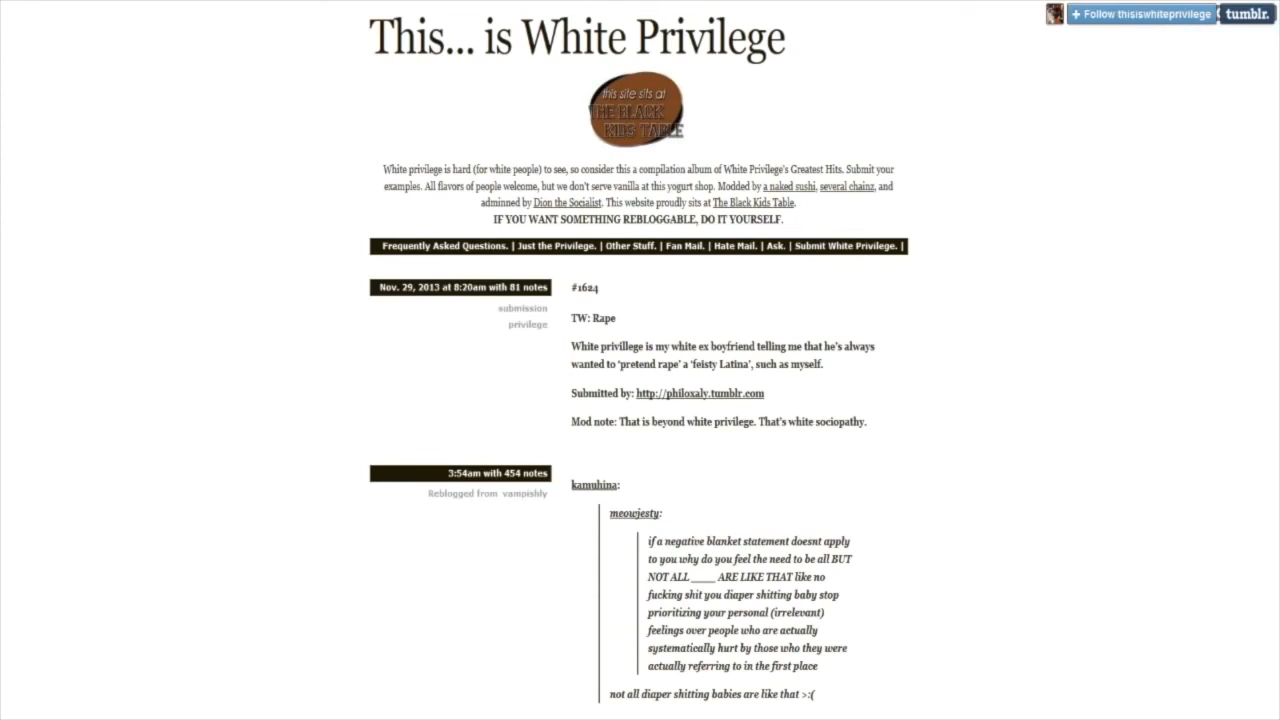 + Follow thisiswhiteprivilege
tumblr.
This... is White Privilege
this site sits at
THE BLACK
KIDS TABLE
White privilege is hard (for white people) to see, so consider this a compilation album of White Privilege's Greatest Hits. Submit your
examples. All flavors of people welcome, but we don't serve vanilla at this yogurt shop. Modded by a naked sushi, several chainz, and
adminned by Dion the Socialist. This website proudly sits at The Black Kids Table.
IF YOU WANT SOMETHING REBLOGGABLE, DO IT YOURSELF.
Frequently Asked Questions. | Just the Privilege. | Other Stuff. | Fan Mail. | Hate Mail. | Ask. | Submit White Privilege. |
Nov. 29, 2013 at 8:20am with 81 notes
submission
privilege
#1624
TW: Rape
White privillege is my white ex boyfriend telling me that he's always
wanted to 'pretend rape' a 'feisty Latina', such as myself.
Submitted by: http://philoxaly.tumblr.com
Mod note: That is beyond white privilege. That's white sociopathy.
3:54am with 454 notes
Reblogged from vampishly
kamuhina:
meowjesty:
if a negative blanket statement doesnt apply
to you why do you feel the need to be all BUT
NOT ALL ____ ARE LIKE THAT like no
fucking shit you diaper shitting baby stop
prioritizing your personal (irrelevant)
feelings over people who are actually
systematically hurt by those who they were
actually referring to in the first place
not all diaper shitting babies are like that >:(